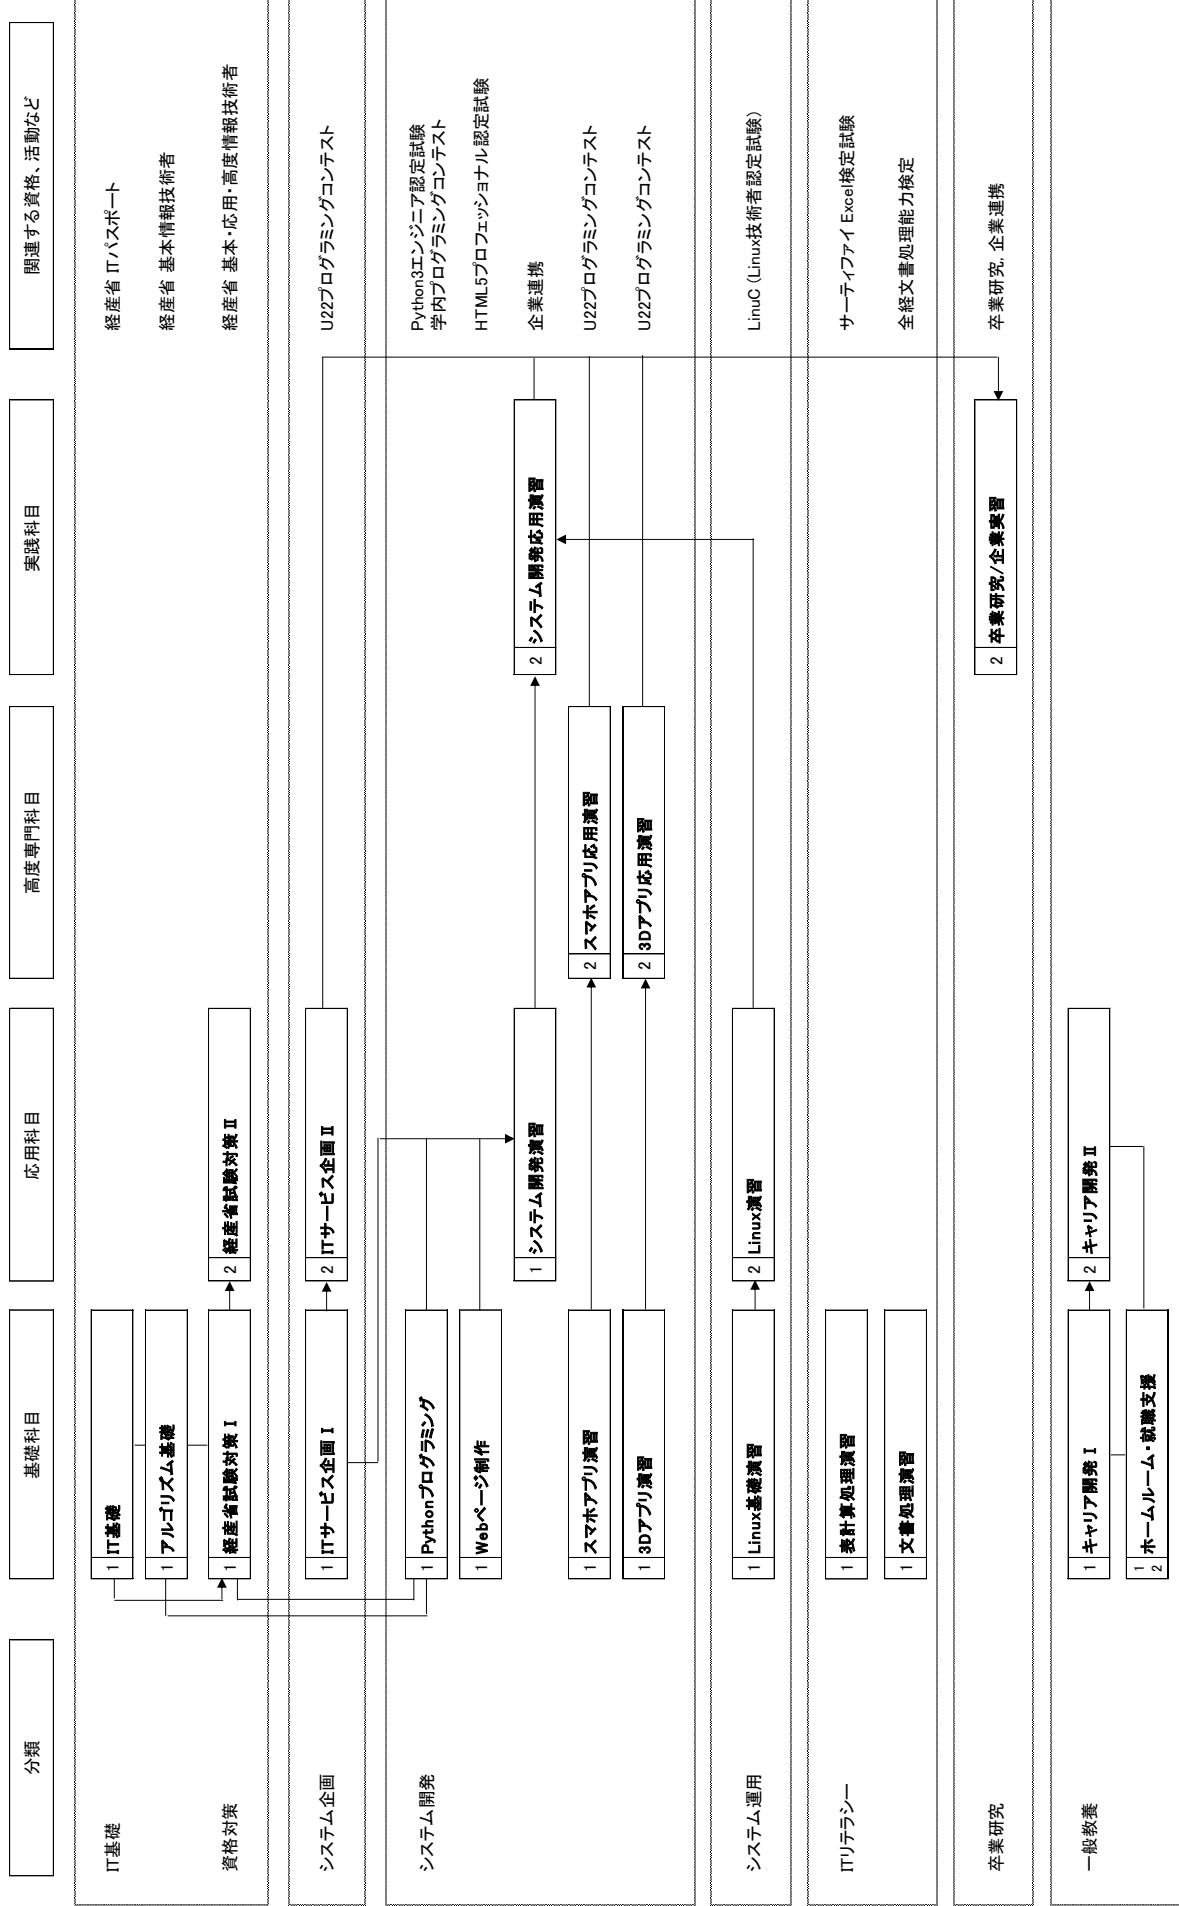 分類
基礎科目
応用科目
高度専門科目
実践科目
関連する資格、活動など
IT基礎
1 IT基礎
経産省 ITパスポート
1 アルゴリズム基礎
経産省 基本情報技術者
資格対策
1 経産省試験対策Ⅰ
2 経産省試験対策Ⅱ
経産省 基本・応用・高度情報技術者
システム企画
1 ITサービス企画Ⅰ
2 ITサービス企画Ⅱ
U22プログラミングコンテスト
システム開発
1 Pythonプログラミング
Python3エンジニア認定試験
学内プログラミングコンテスト
1 Webページ制作
HTML5プロフェッショナル認定試験
1 システム開発演習
2 システム開発応用演習
企業連携
1 スマホアプリ演習
2 スマホアプリ応用演習
U22プログラミングコンテスト
1 3Dアプリ演習
2 3Dアプリ応用演習
U22プログラミングコンテスト
システム運用
1 Linux基礎演習
2 Linux演習
LinuC (Linux技術者認定試験)
ITリテラシー
1 表計算処理演習
サーティファイ Excel検定試験
1 文書処理演習
全経文書処理能力検定
卒業研究
2 卒業研究/企業実習
卒業研究, 企業連携
一般教養
1 キャリア開発Ⅰ
2 キャリア開発Ⅱ
1
2
ホームルーム・就職支援